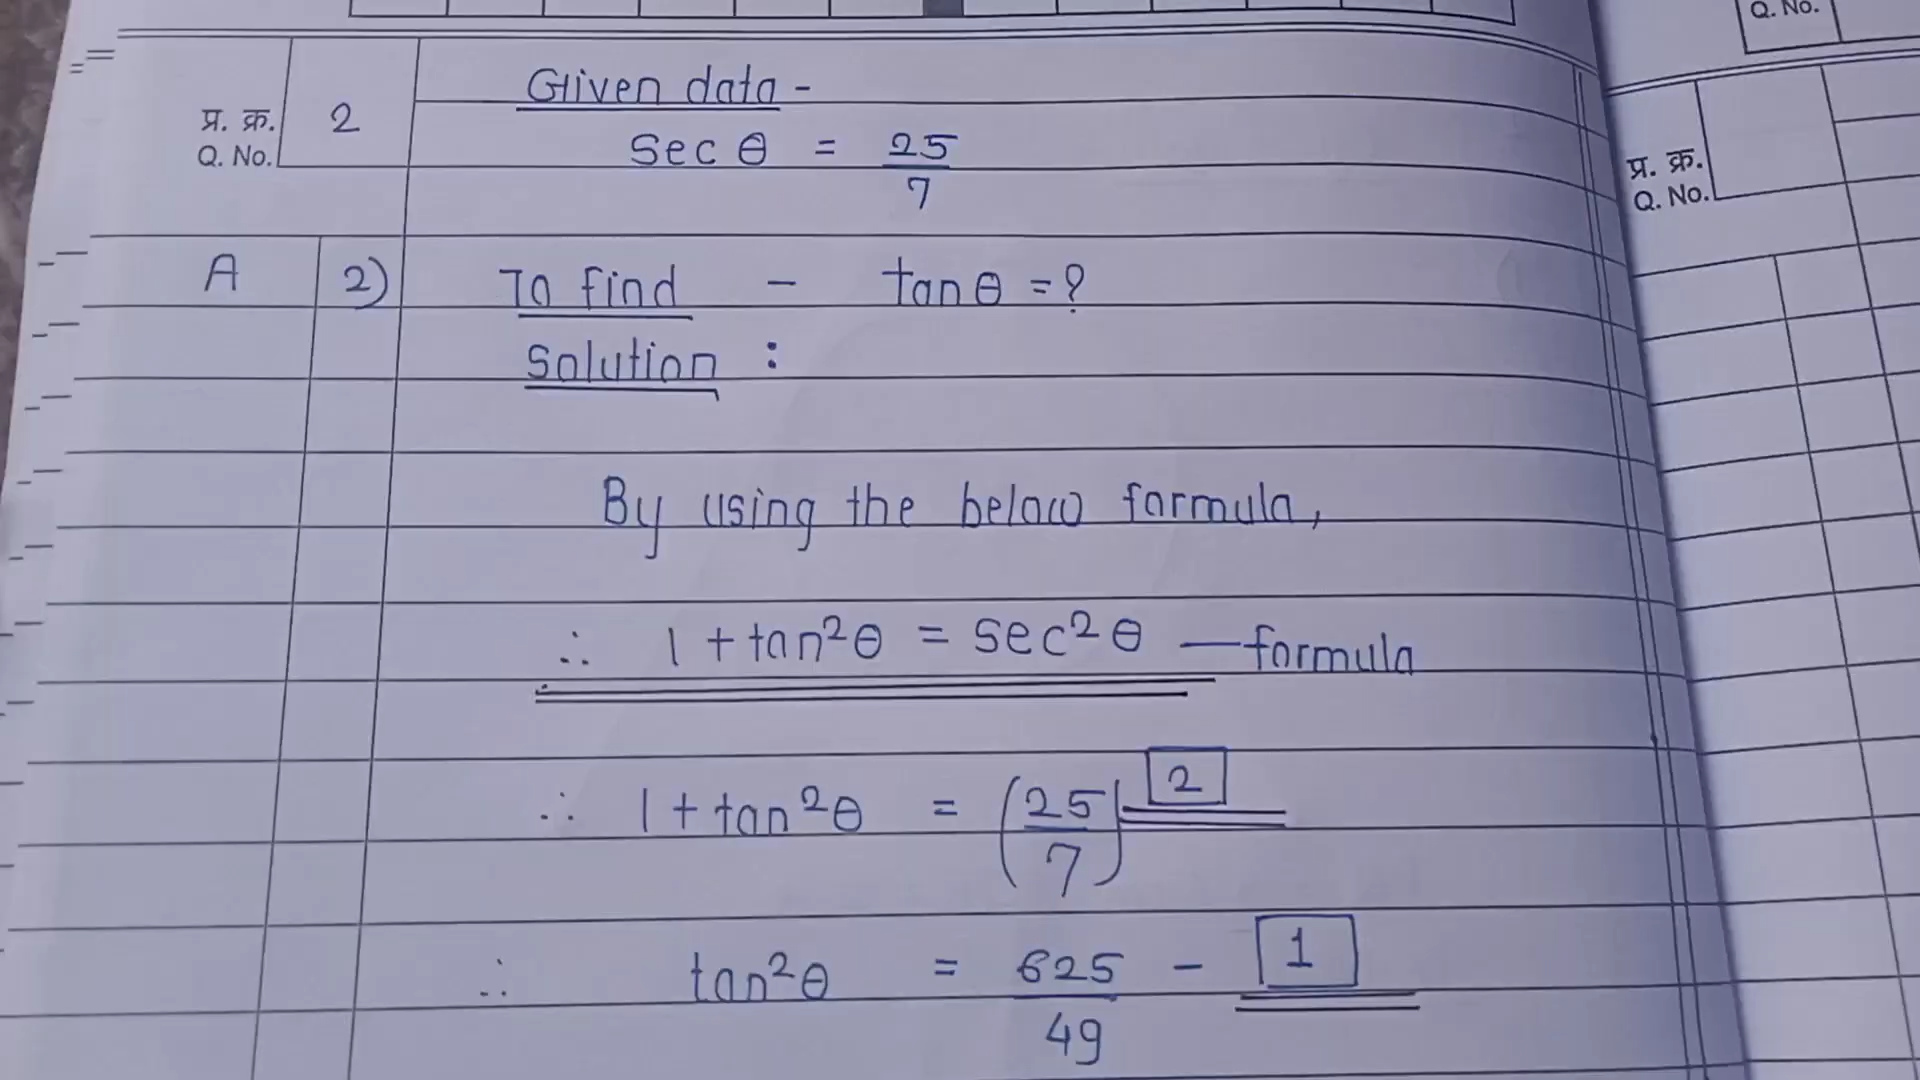 Q. No.
प्र. क्र.
Q. No.
2
Given data -
sec θ = 25/7
प्र. क्र.
Q. No.
A 2) To find - tan θ = ?
Solution :
By using the below formula,
∴ 1 + tan²θ = sec²θ — formula
∴ 1 + tan²θ = (25/7)²
∴ tan²θ = 625/49 - 1